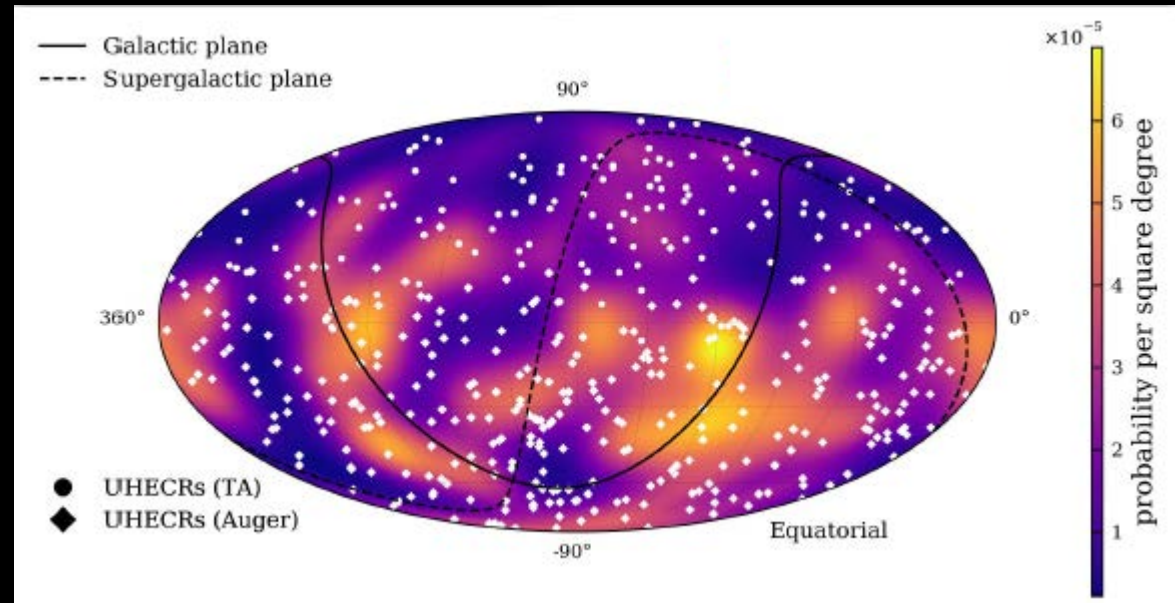 ×10⁻⁵
Galactic plane
Supergalactic plane
90°
6
5
360°
0°
4
3
2
UHECRs (TA)
UHECRs (Auger)
Equatorial
1
-90°
probability per square degree